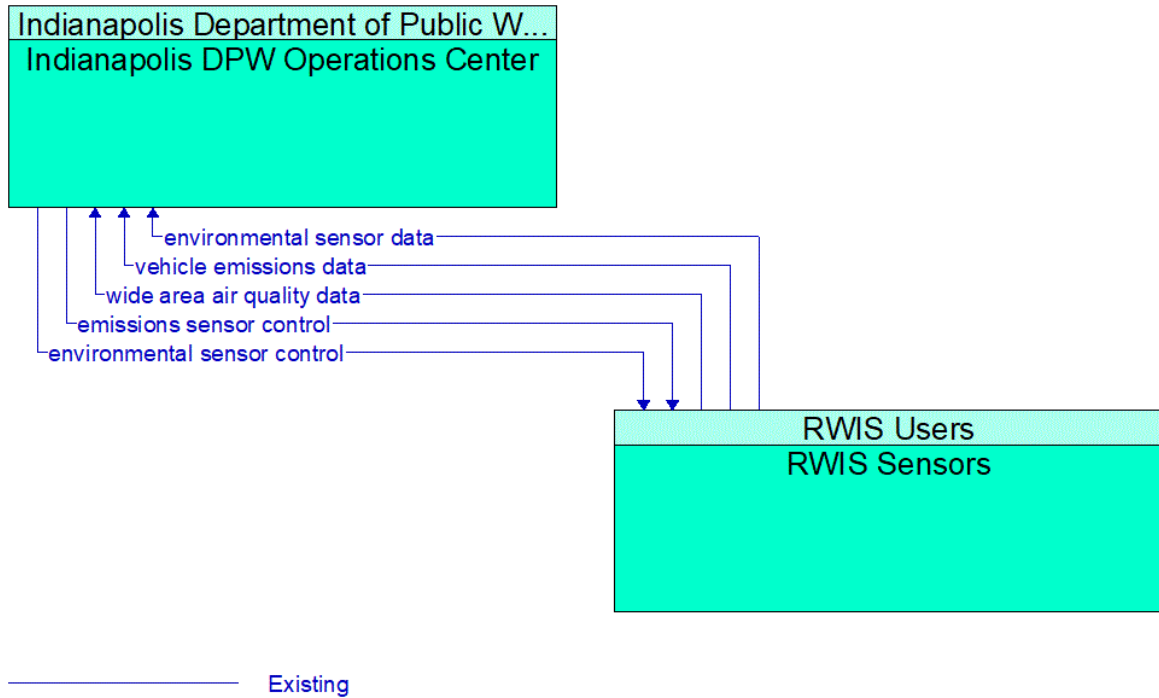 Indianapolis Department of Public W...
Indianapolis DPW Operations Center
environmental sensor data
vehicle emissions data
wide area air quality data
emissions sensor control
environmental sensor control
RWIS Users
RWIS Sensors
Existing